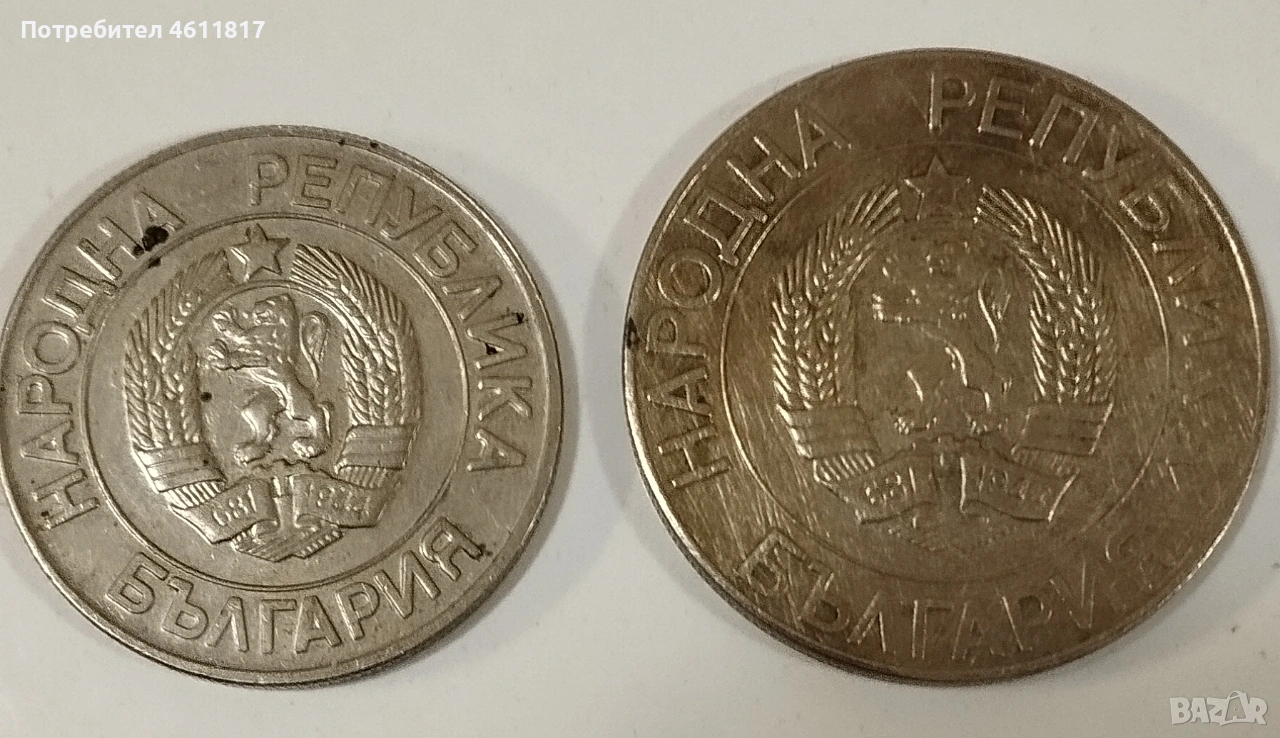 Потребител 4611817
НАРОДНА РЕПУБЛИКА
681 1944
БЪЛГАРИЯ
НАРОДНА РЕПУБЛИКА
681 1944
БЪЛГАРИЯ
BAZAR